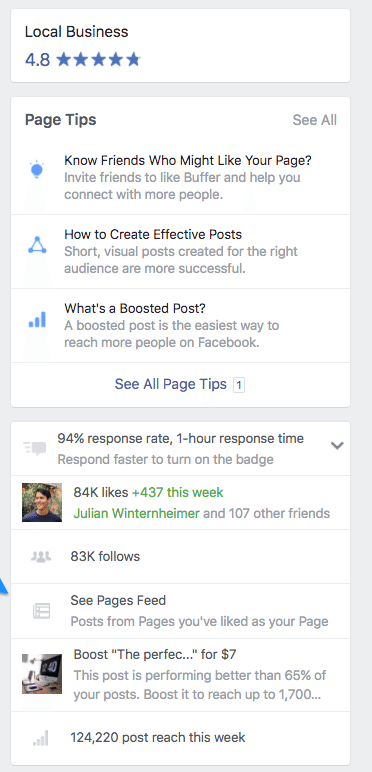 Local Business
4.8
Page Tips
See All
Know Friends Who Might Like Your Page?
Invite friends to like Buffer and help you
connect with more people.
How to Create Effective Posts
Short, visual posts created for the right
audience are more successful.
What's a Boosted Post?
A boosted post is the easiest way to
reach more people on Facebook.
See All Page Tips 1
94% response rate, 1-hour response time
Respond faster to turn on the badge
84K likes +437 this week
Julian Winternheimer and 107 other friends
83K follows
See Pages Feed
Posts from Pages you've liked as your Page
Boost "The perfec..." for $7
This post is performing better than 65% of
your posts. Boost it to reach up to 1,700...
124,220 post reach this week